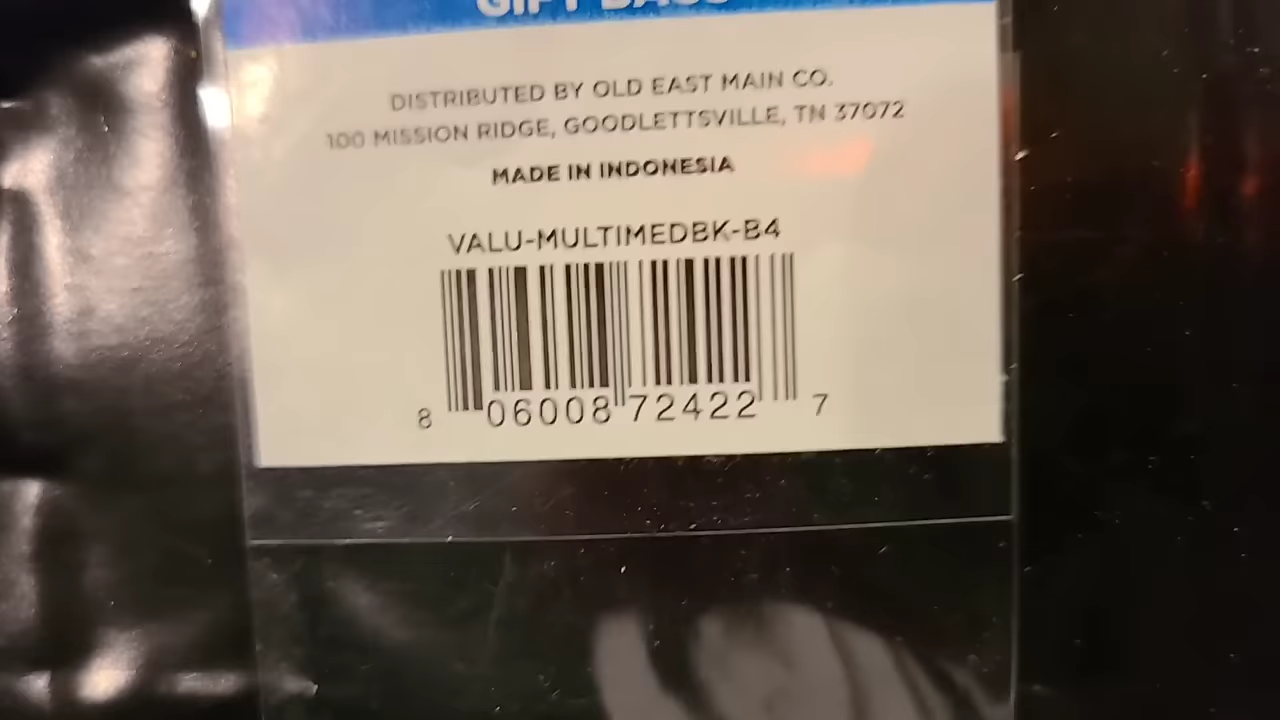 GIFT BAGS
DISTRIBUTED BY OLD EAST MAIN CO.
100 MISSION RIDGE, GOODLETTSVILLE, TN 37072
MADE IN INDONESIA
VALU-MULTIMEDBK-B4
8 06008 72422 7